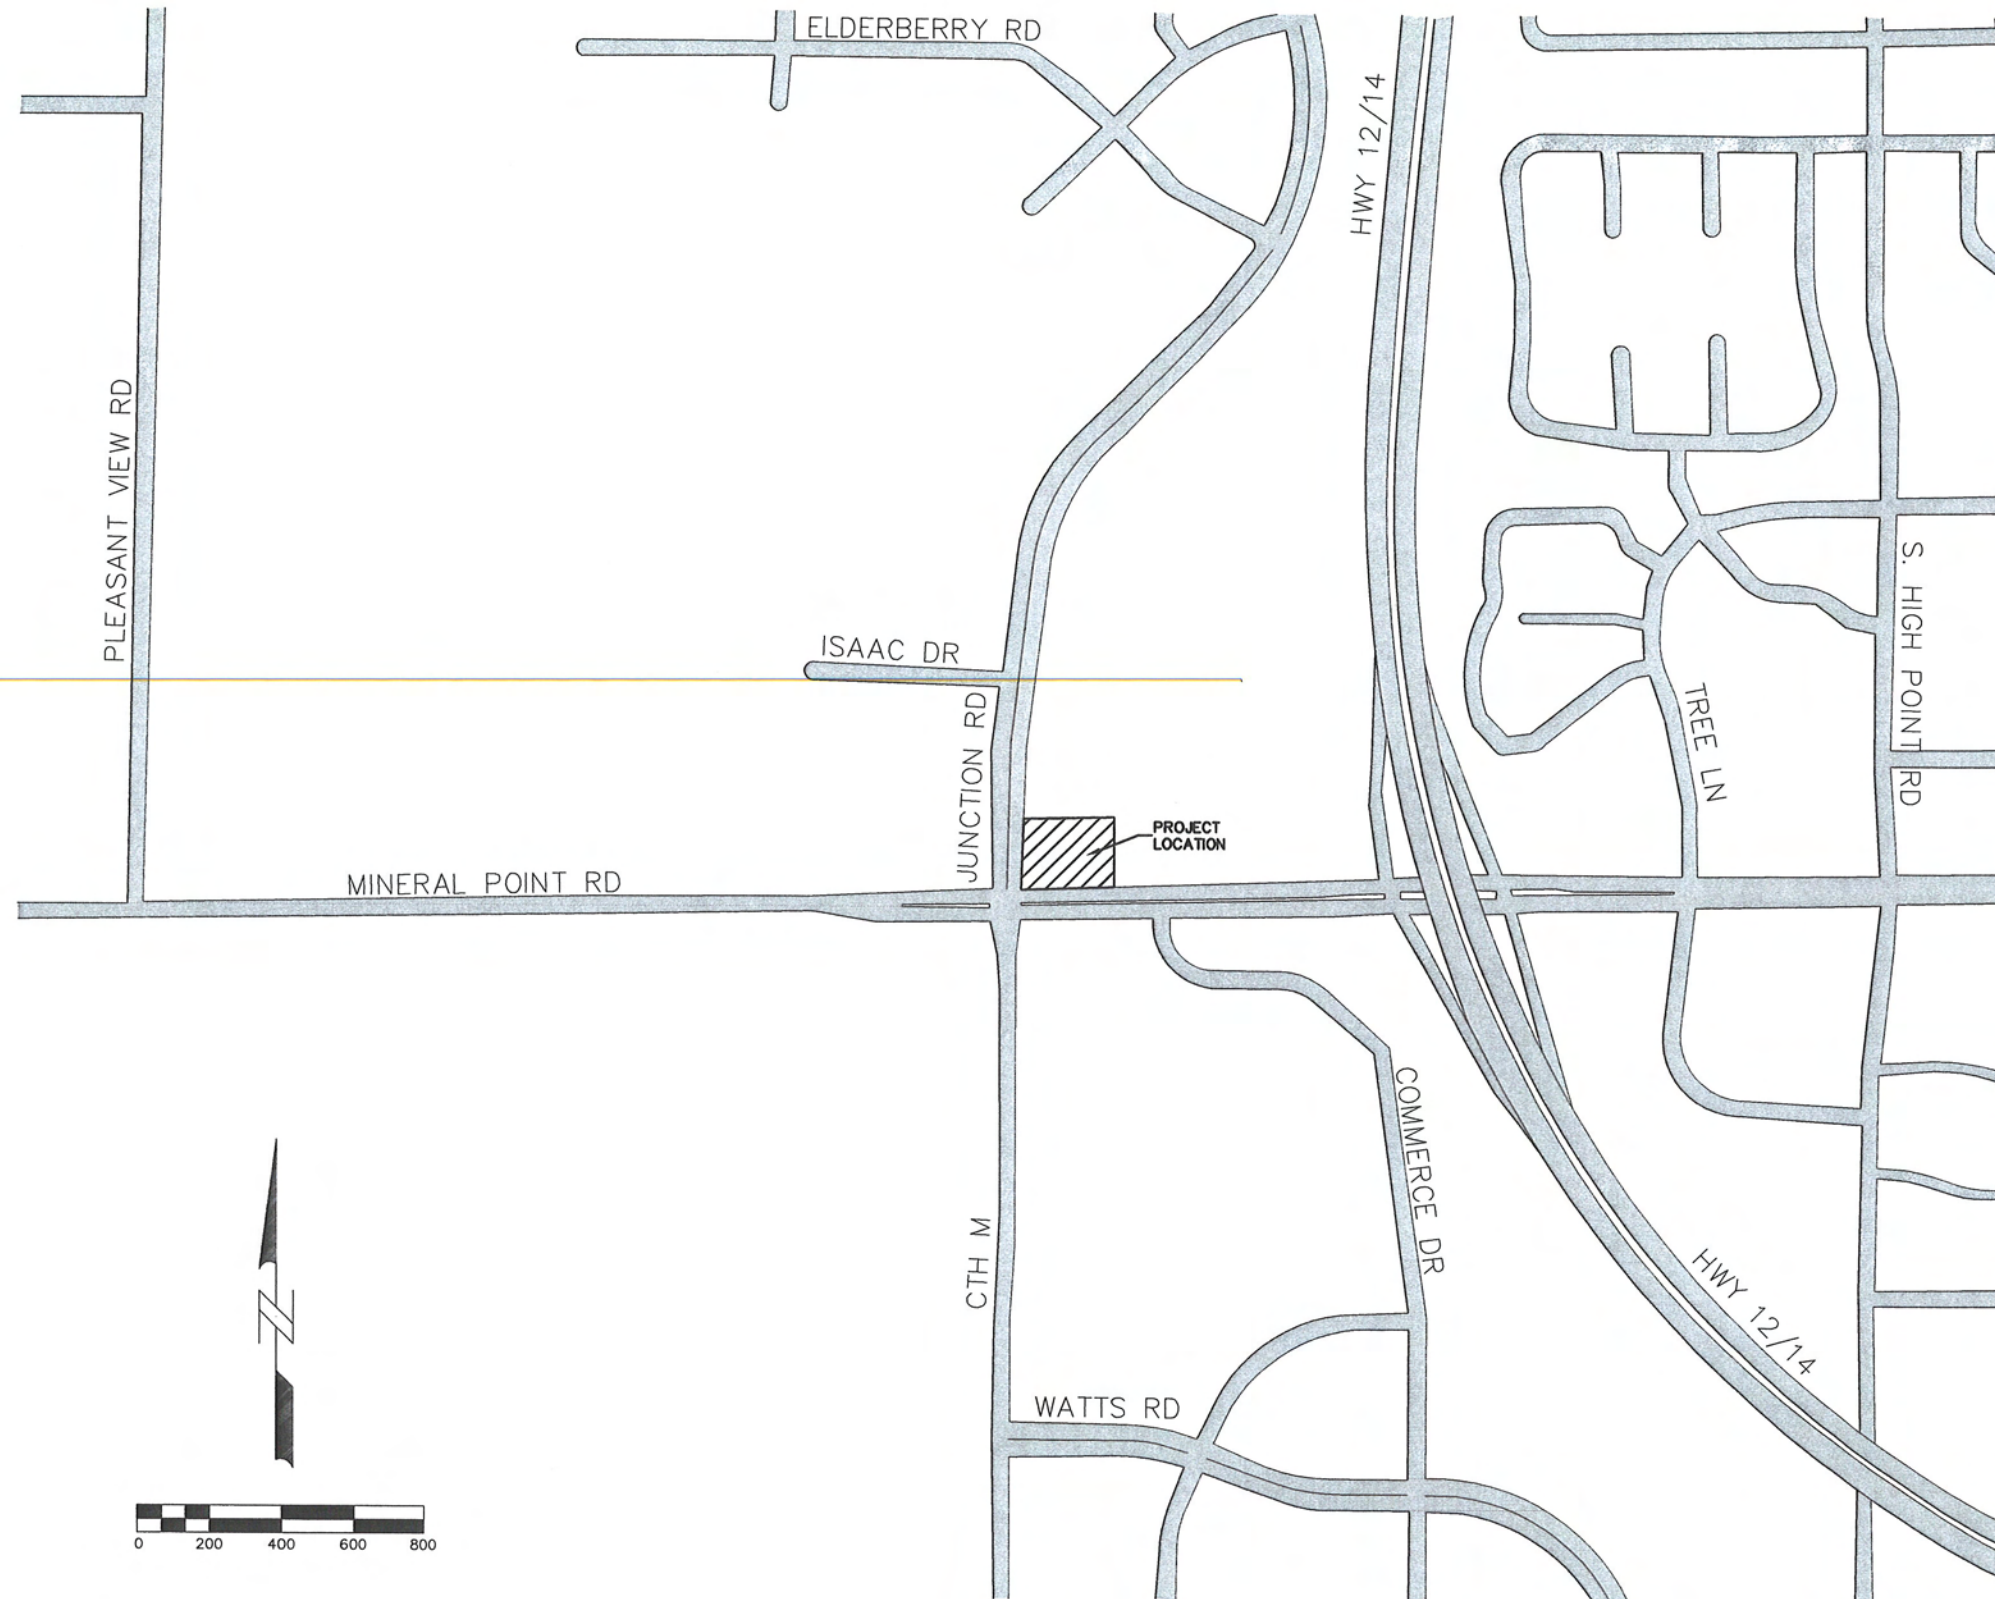 ELDERBERRY RD
HWY 12/14
PLEASANT VIEW RD
S. HIGH POINT RD
ISAAC DR
TREE LN
JUNCTION RD
PROJECT
LOCATION
MINERAL POINT RD
COMMERCE DR
N
CTH M
HWY 12/14
WATTS RD
0 200 400 600 800